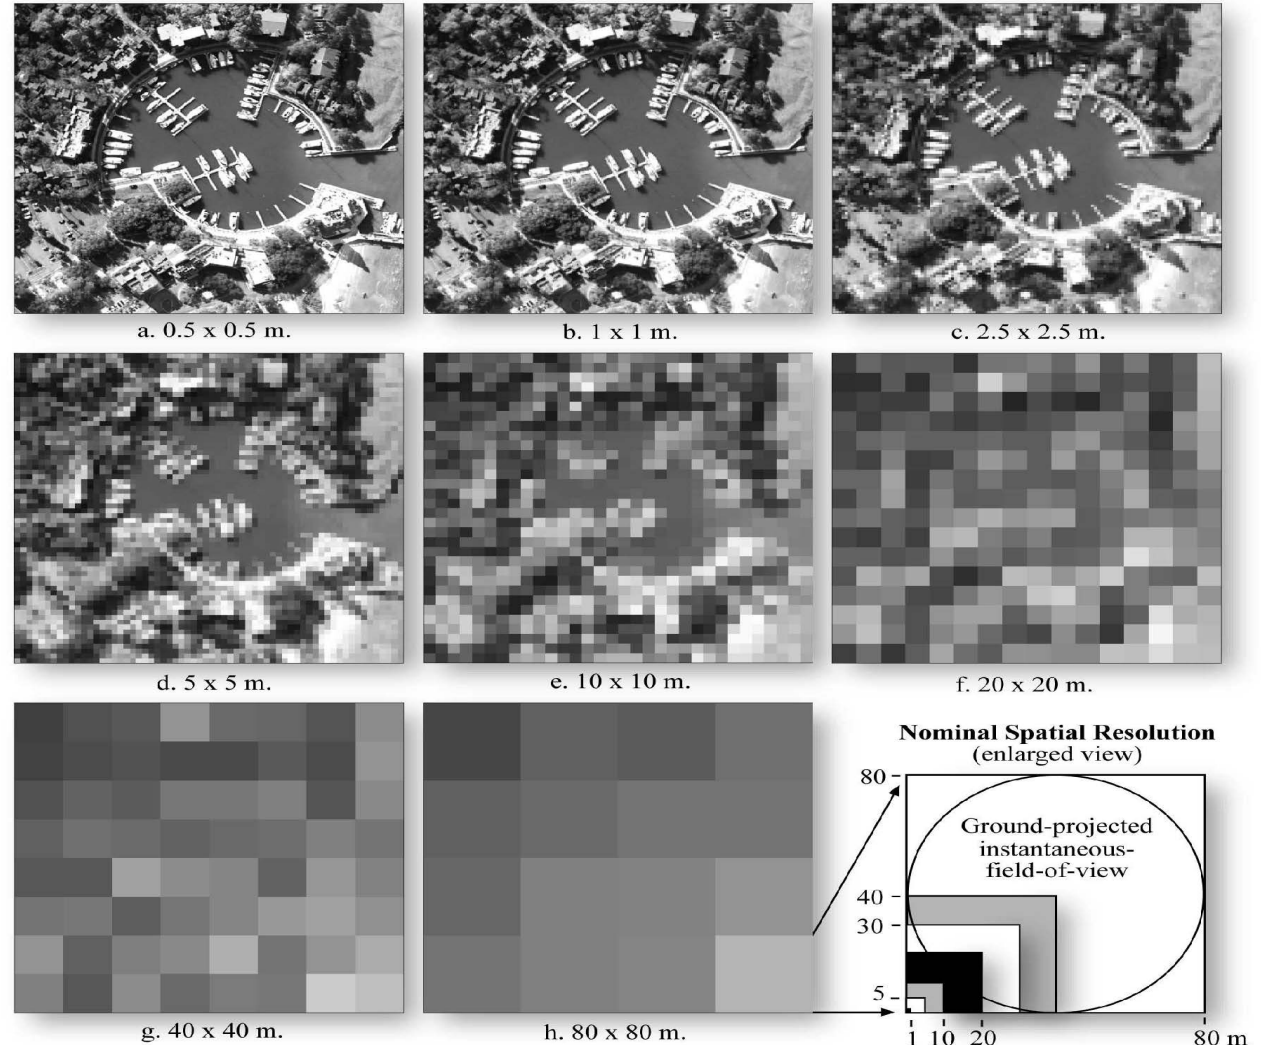 a. 0.5 x 0.5 m.
b. 1 x 1 m.
c. 2.5 x 2.5 m.
d. 5 x 5 m.
e. 10 x 10 m.
f. 20 x 20 m.
g. 40 x 40 m.
h. 80 x 80 m.
Nominal Spatial Resolution
(enlarged view)
80
Ground-projected
instantaneous-
field-of-view
40
30
5
1 10 20 80 m